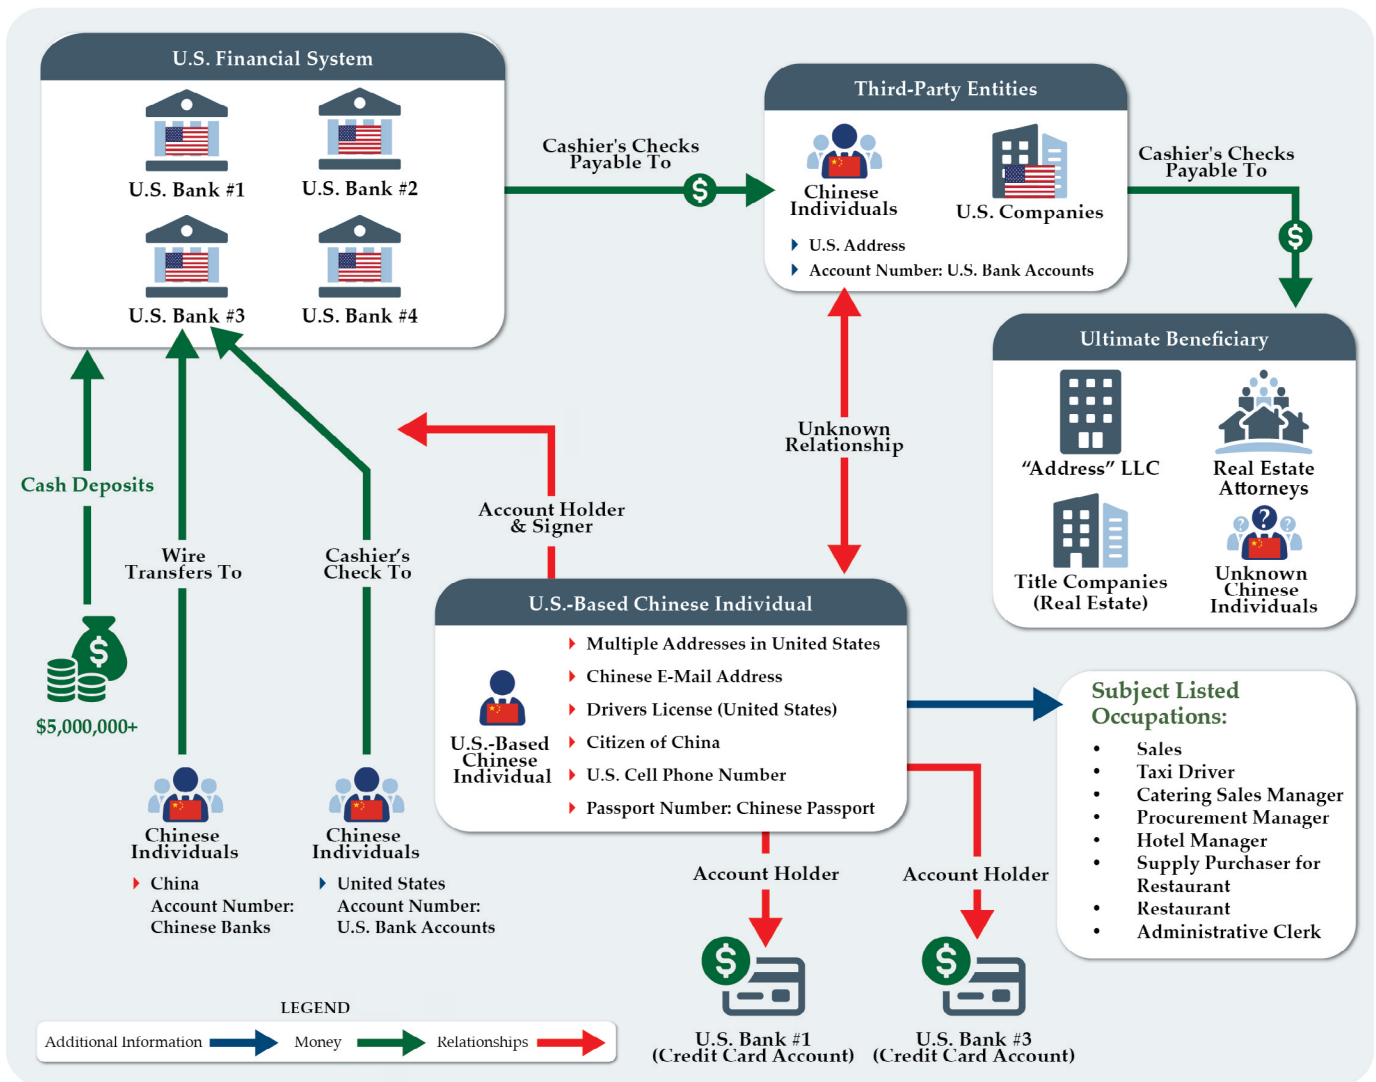 U.S. Financial System
U.S. Bank #1
U.S. Bank #2
U.S. Bank #3
U.S. Bank #4
Cashier's Checks
Payable To
Third-Party Entities
Chinese
Individuals
U.S. Companies
U.S. Address
Account Number: U.S. Bank Accounts
Cashier's Checks
Payable To
Ultimate Beneficiary
“Address” LLC
Real Estate
Attorneys
Title Companies
(Real Estate)
Unknown
Chinese
Individuals
Unknown
Relationship
Account Holder
& Signer
Cash Deposits
$5,000,000+
Wire
Transfers To
Cashier’s
Check To
Chinese
Individuals
China
Account Number:
Chinese Banks
Chinese
Individuals
United States
Account Number:
U.S. Bank Accounts
U.S.-Based Chinese Individual
U.S.-Based
Chinese
Individual
Multiple Addresses in United States
Chinese E-Mail Address
Drivers License (United States)
Citizen of China
U.S. Cell Phone Number
Passport Number: Chinese Passport
Subject Listed
Occupations:
• Sales
• Taxi Driver
• Catering Sales Manager
• Procurement Manager
• Hotel Manager
• Supply Purchaser for
Restaurant
• Restaurant
• Administrative Clerk
Account Holder
Account Holder
$
U.S. Bank #1
(Credit Card Account)
$
U.S. Bank #3
(Credit Card Account)
LEGEND
Additional Information
Money
Relationships